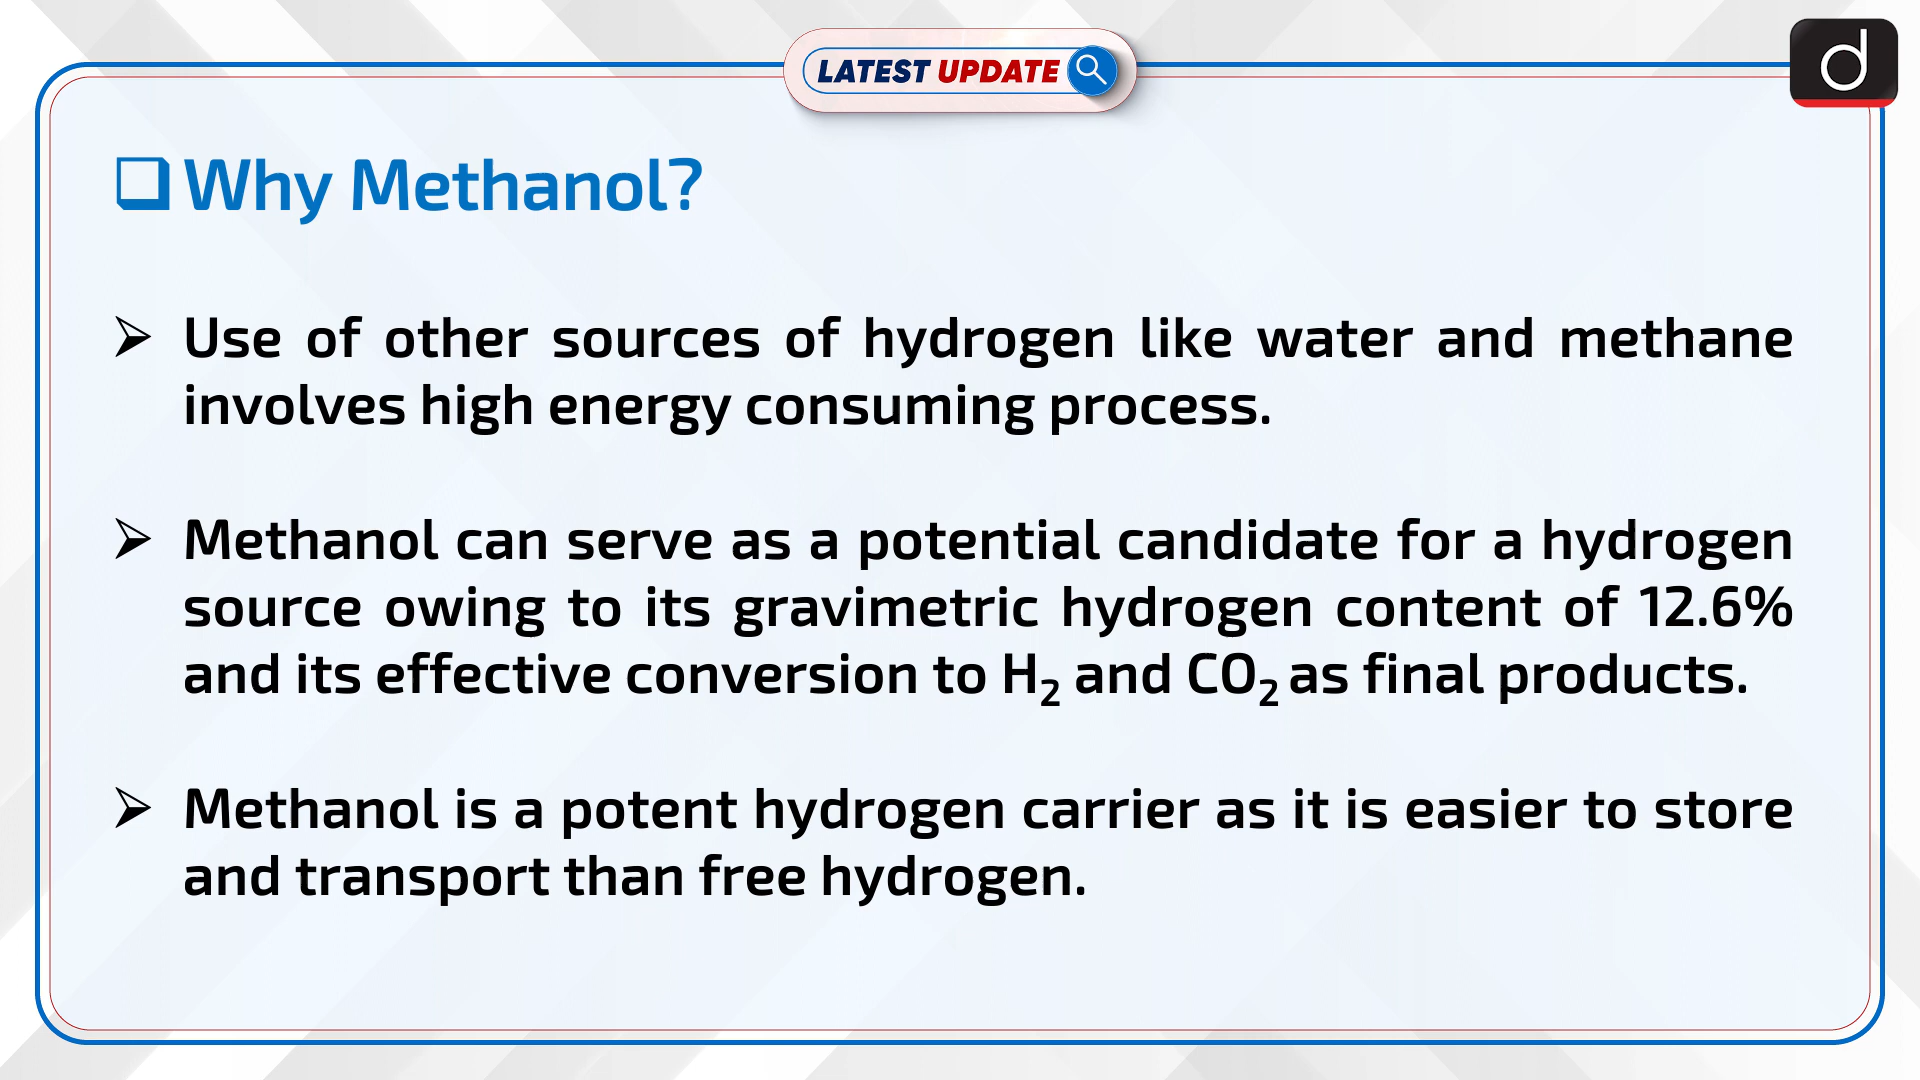 LATEST UPDATE
d
Why Methanol?
Use of other sources of hydrogen like water and methane
involves high energy consuming process.
Methanol can serve as a potential candidate for a hydrogen
source owing to its gravimetric hydrogen content of 12.6%
and its effective conversion to H₂ and CO₂ as final products.
Methanol is a potent hydrogen carrier as it is easier to store
and transport than free hydrogen.